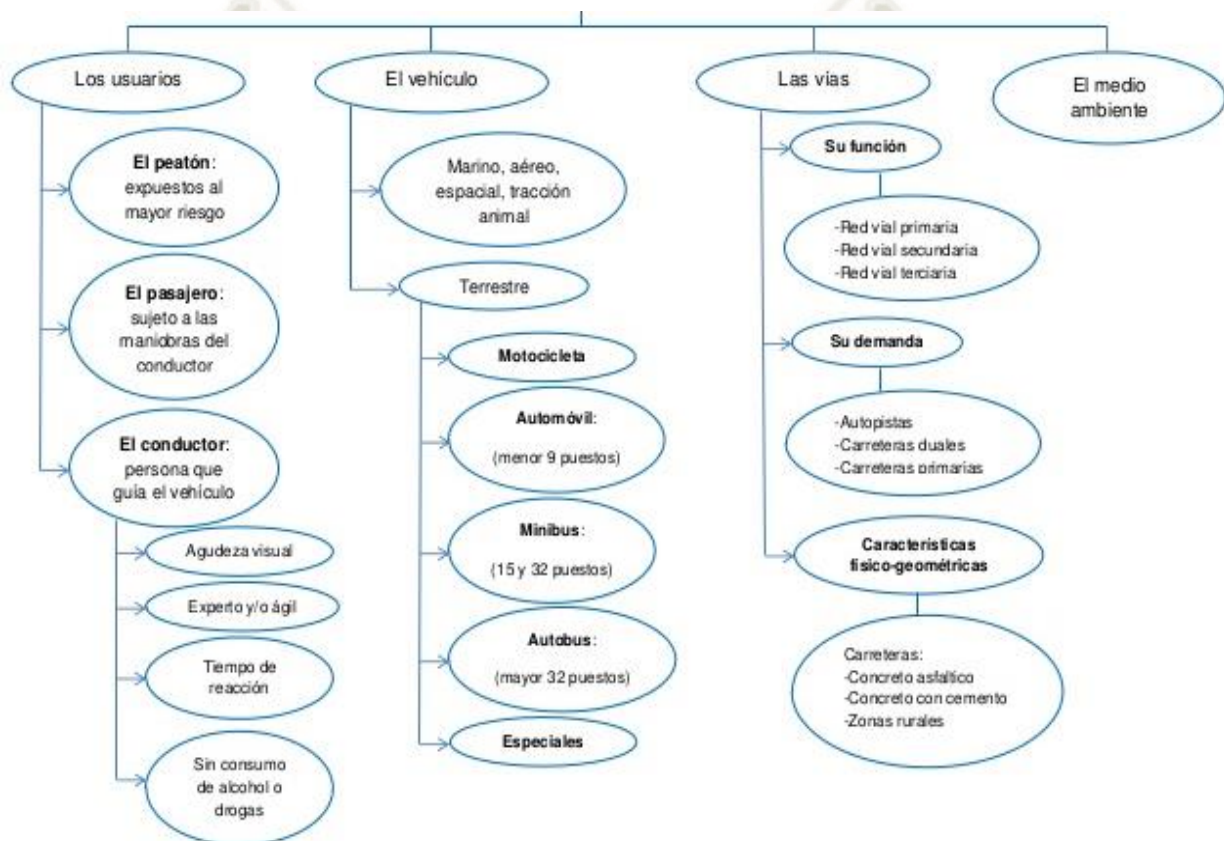 Los usuarios
El peatón:
expuestos al
mayor riesgo
El pasajero:
sujeto a las
maniobras del
conductor
El conductor:
persona que
guía el vehículo
Agudeza visual
Experto y/o ágil
Tiempo de
reacción
Sin consumo
de alcohol o
drogas
El vehículo
Marino, aéreo,
espacial, tracción
animal
Terrestre
Motocicleta
Automóvil:
(menor 9 puestos)
Minibus:
(15 y 32 puestos)
Autobus:
(mayor 32 puestos)
Especiales
Las vías
Su función
-Red vial primaria
-Red vial secundaria
-Red vial terciaria
Su demanda
-Autopistas
-Carreteras duales
-Carreteras primarias
Características
físico-geométricas
Carreteras:
-Concreto asfaltico
-Concreto con cemento
-Zonas rurales
El medio
ambiente